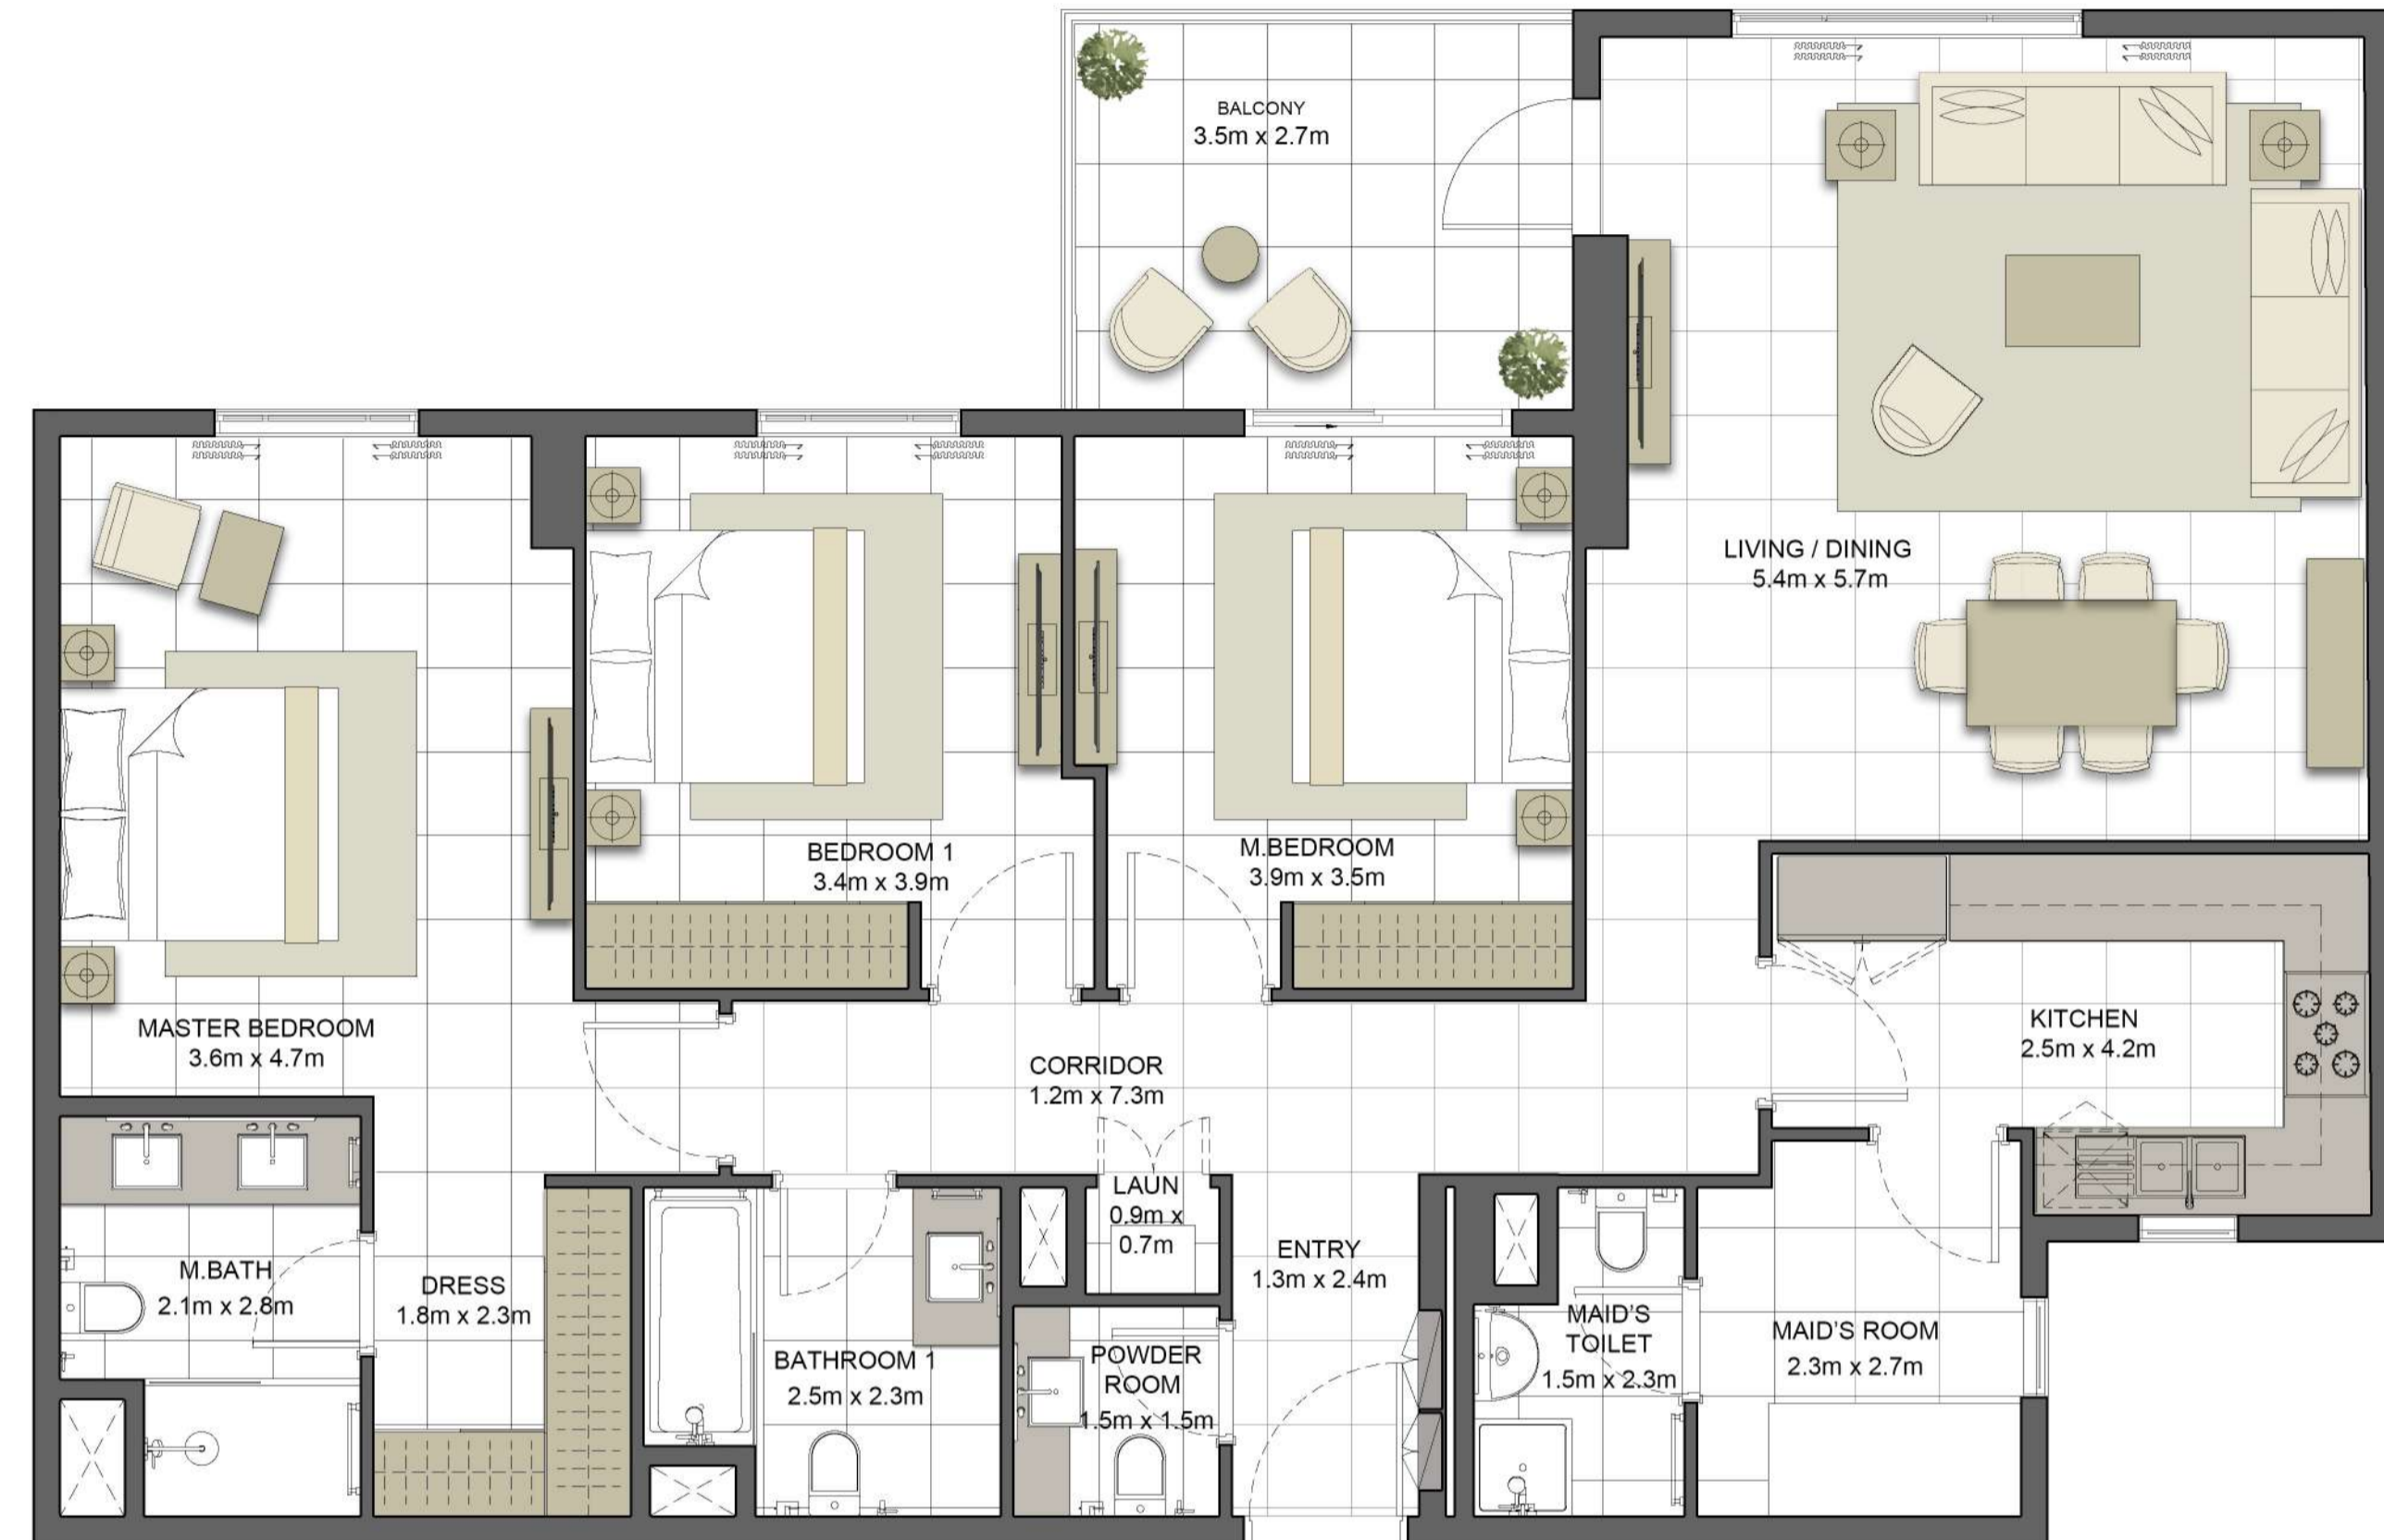 BALCONY
3.5m x 2.7m
LIVING / DINING
5.4m x 5.7m
BEDROOM 1
3.4m x 3.9m
M.BEDROOM
3.9m x 3.5m
MASTER BEDROOM
3.6m x 4.7m
KITCHEN
2.5m x 4.2m
CORRIDOR
1.2m x 7.3m
LAUN
0.9m x
0.7m
ENTRY
1.3m x 2.4m
M.BATH
2.1m x 2.8m
DRESS
1.8m x 2.3m
BATHROOM 1
2.5m x 2.3m
POWDER
ROOM
1.5m x 1.5m
MAID'S
TOILET
1.5m x 2.3m
MAID'S ROOM
2.3m x 2.7m